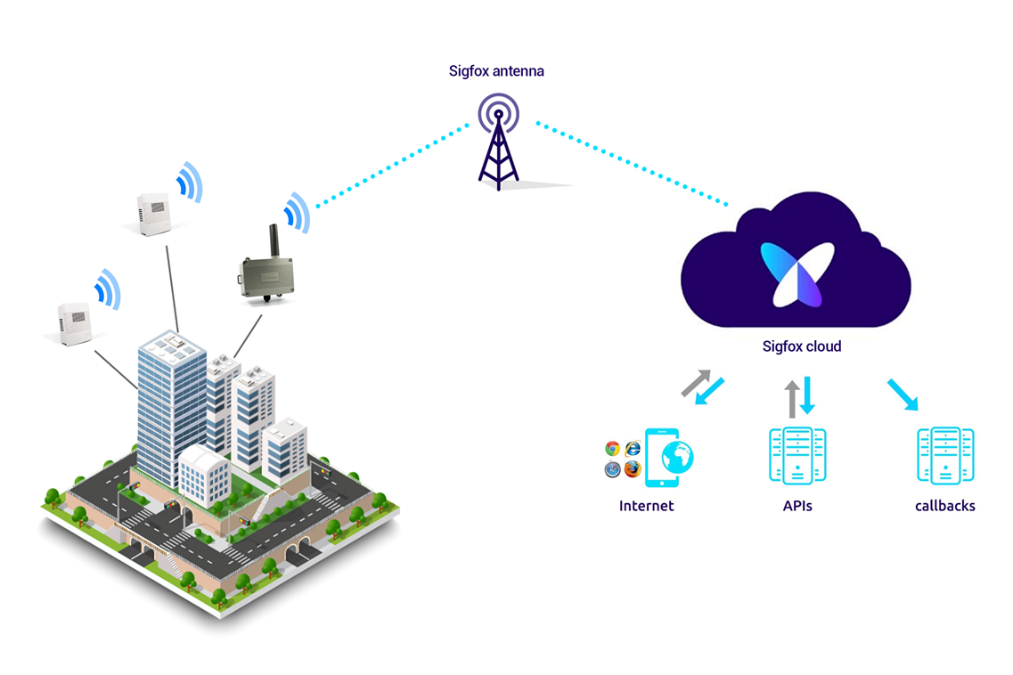 Sigfox antenna
Sigfox cloud
Internet
APIs
callbacks